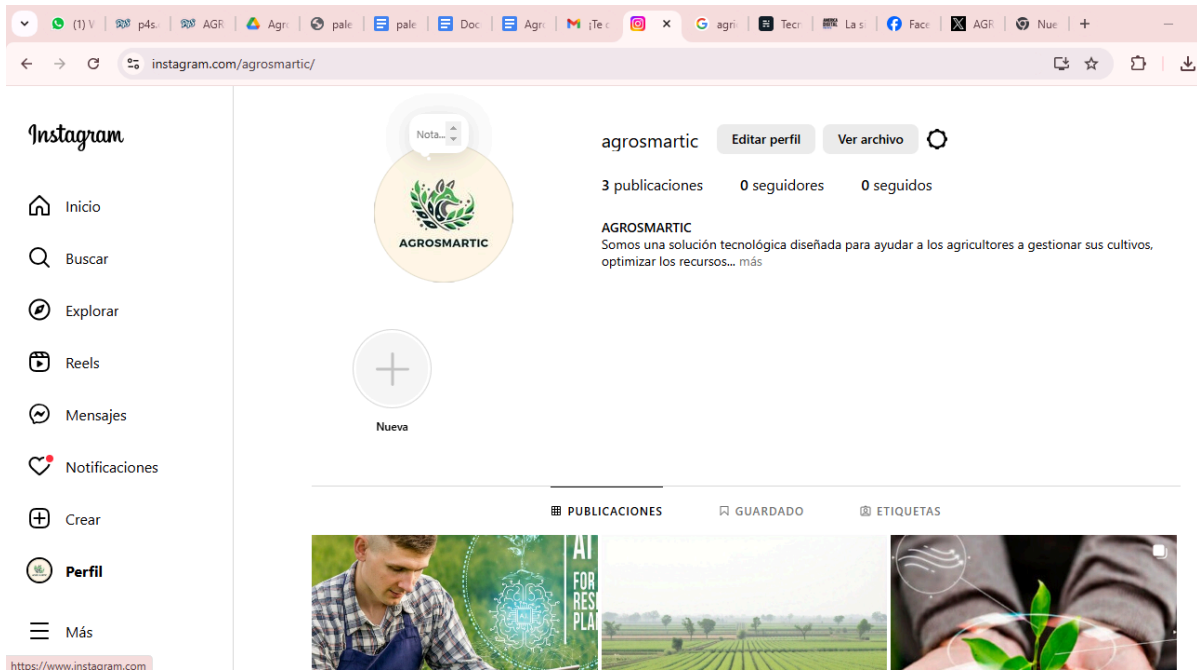 (1) V
p4s.
AGR
Agro
pale
pale
Doc
Agro
¡Te c
agri
Tecr
La s
Face
AGR
Nue
instagram.com/agrosmartic/
Instagram
Inicio
Buscar
Explorar
Reels
Mensajes
Notificaciones
Crear
Perfil
Más
https://www.instagram.com
Nota...
AGROSMARTIC
agrosmartic
Editar perfil
Ver archivo
3 publicaciones 0 seguidores 0 seguidos
AGROSMARTIC
Somos una solución tecnológica diseñada para ayudar a los agricultores a gestionar sus cultivos,
optimizar los recursos... más
Nueva
PUBLICACIONES
GUARDADO
ETIQUETAS
AI
FOR
RES
PLA
AI